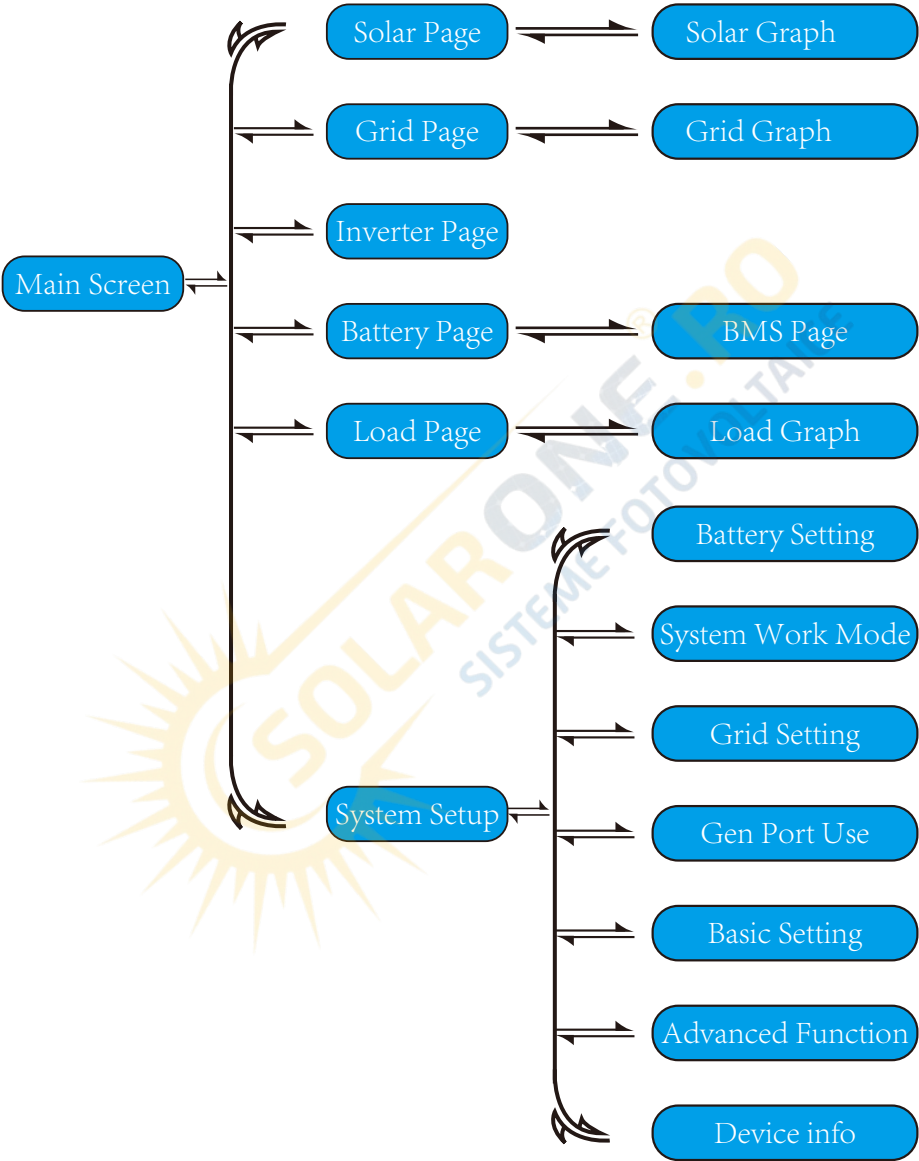 Solar Page
Solar Graph
Grid Page
Grid Graph
Inverter Page
Main Screen
Battery Page
BMS Page
Load Page
Load Graph
Battery Setting
System Work Mode
Grid Setting
System Setup
Gen Port Use
Basic Setting
Advanced Function
Device info
SOLARONE.RO®
SISTEME FOTOVOLTAICE